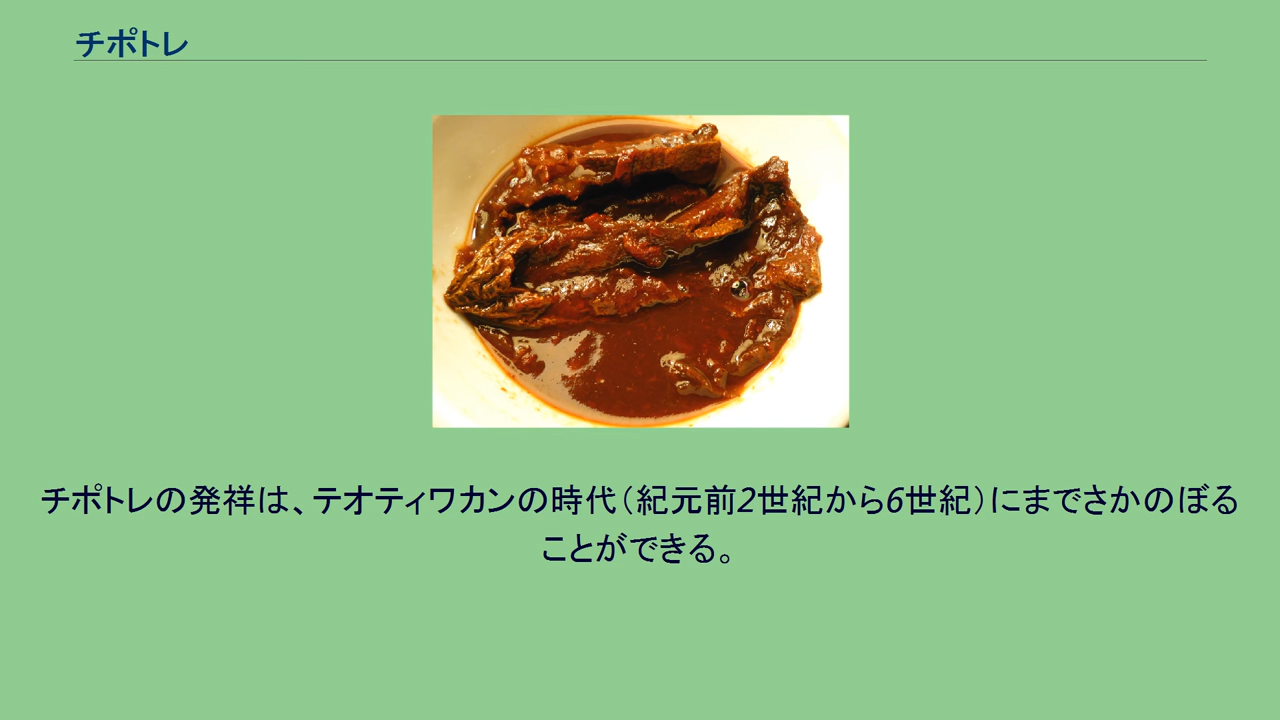 チポトレ
チポトレの発祥は、テオティワカンの時代（紀元前2世紀から6世紀）にまでさかのぼる
ことができる。